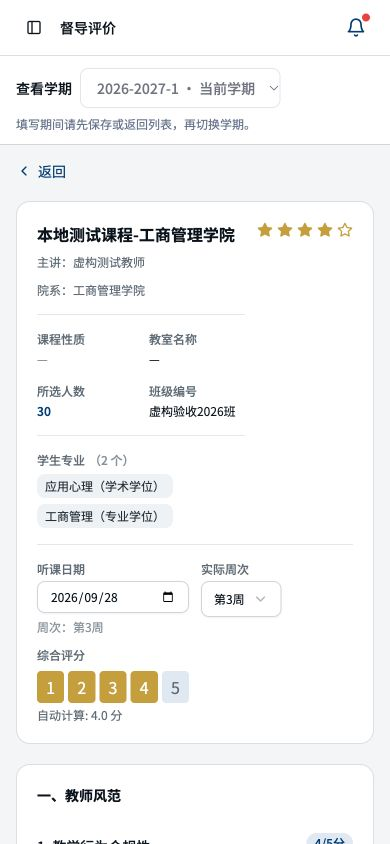 督导评价
查看学期 2026-2027-1 • 当前学期
填写期间请先保存或返回列表，再切换学期。
返回
本地测试课程-工商管理学院
主讲：虚构测试教师
院系：工商管理学院
课程性质 教室名称
— —
所选人数 班级编号
30 虚构验收2026班
学生专业 （2 个）
应用心理（学术学位）
工商管理（专业学位）
听课日期 实际周次
2026/09/28 第3周
周次：第3周
综合评分
1 2 3 4 5
自动计算: 4.0 分
一、教师风范
1. 教学行为合规性 4/5分